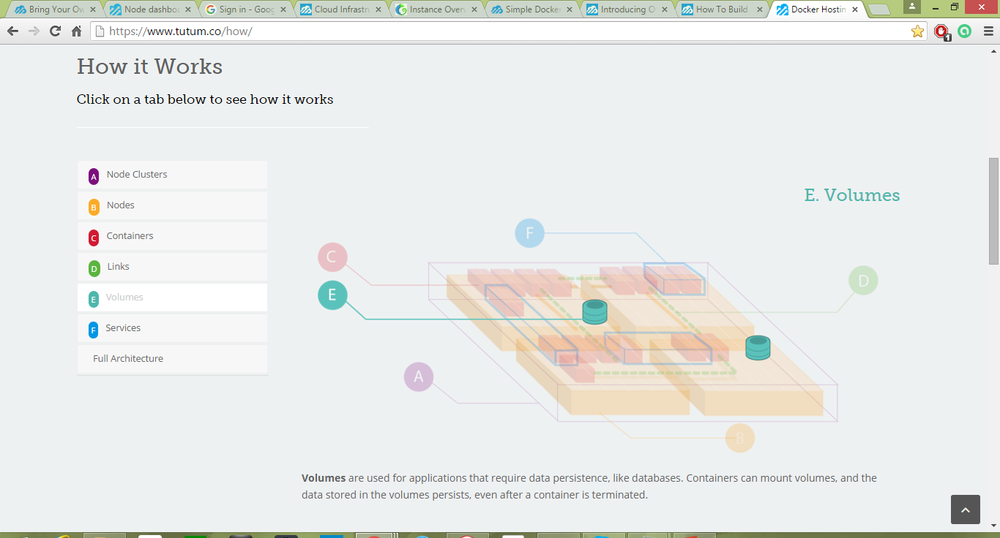 Bring Your Ow
Node dashboa
Sign in - Goog
Cloud Infrastru
Instance Over
Simple Docker
Introducing O
How To Build
Docker Hostin
https://www.tutum.co/how/
1
How it Works
Click on a tab below to see how it works
A Node Clusters
B Nodes
C Containers
D Links
E Volumes
F Services
Full Architecture
E. Volumes
F
C
D
E
A
B
Volumes are used for applications that require data persistence, like databases. Containers can mount volumes, and the
data stored in the volumes persists, even after a container is terminated.